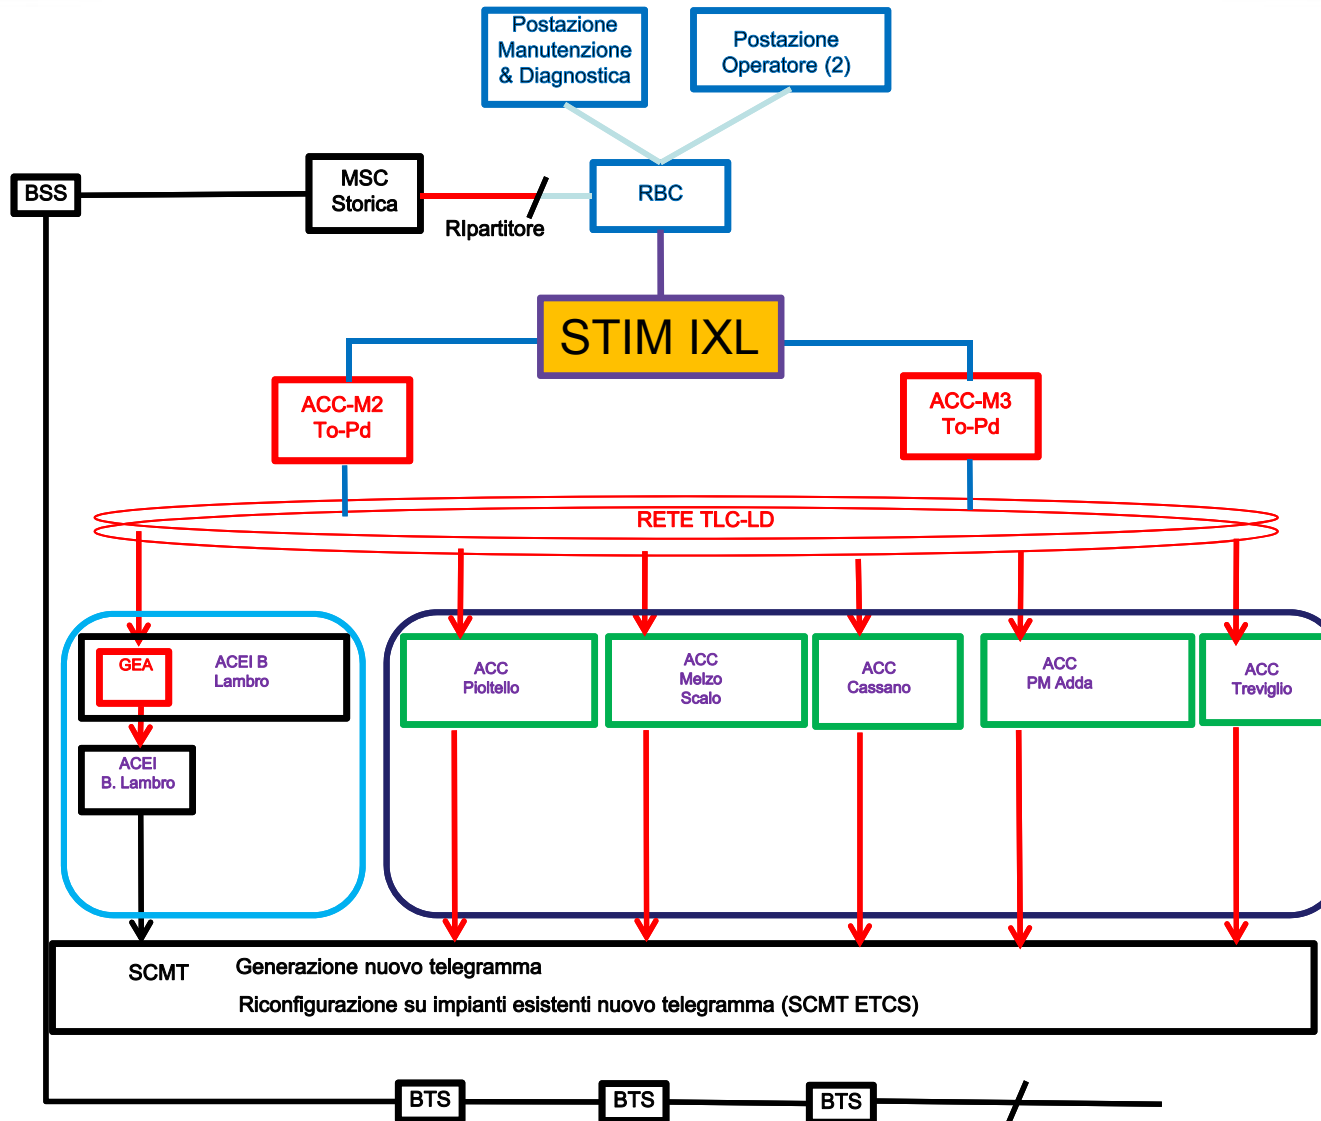 Postazione
Manutenzione
& Diagnostica
Postazione
Operatore (2)
BSS
MSC
Storica
RIpartitore
RBC
STIM IXL
ACC-M2
To-Pd
ACC-M3
To-Pd
RETE TLC-LD
GEA
ACEI B
Lambro
ACC
Pioltello
ACC
Melzo
Scalo
ACC
Cassano
ACC
PM Adda
ACC
Treviglio
ACEI
B. Lambro
SCMT
Generazione nuovo telegramma
Riconfigurazione su impianti esistenti nuovo telegramma (SCMT ETCS)
BTS
BTS
BTS